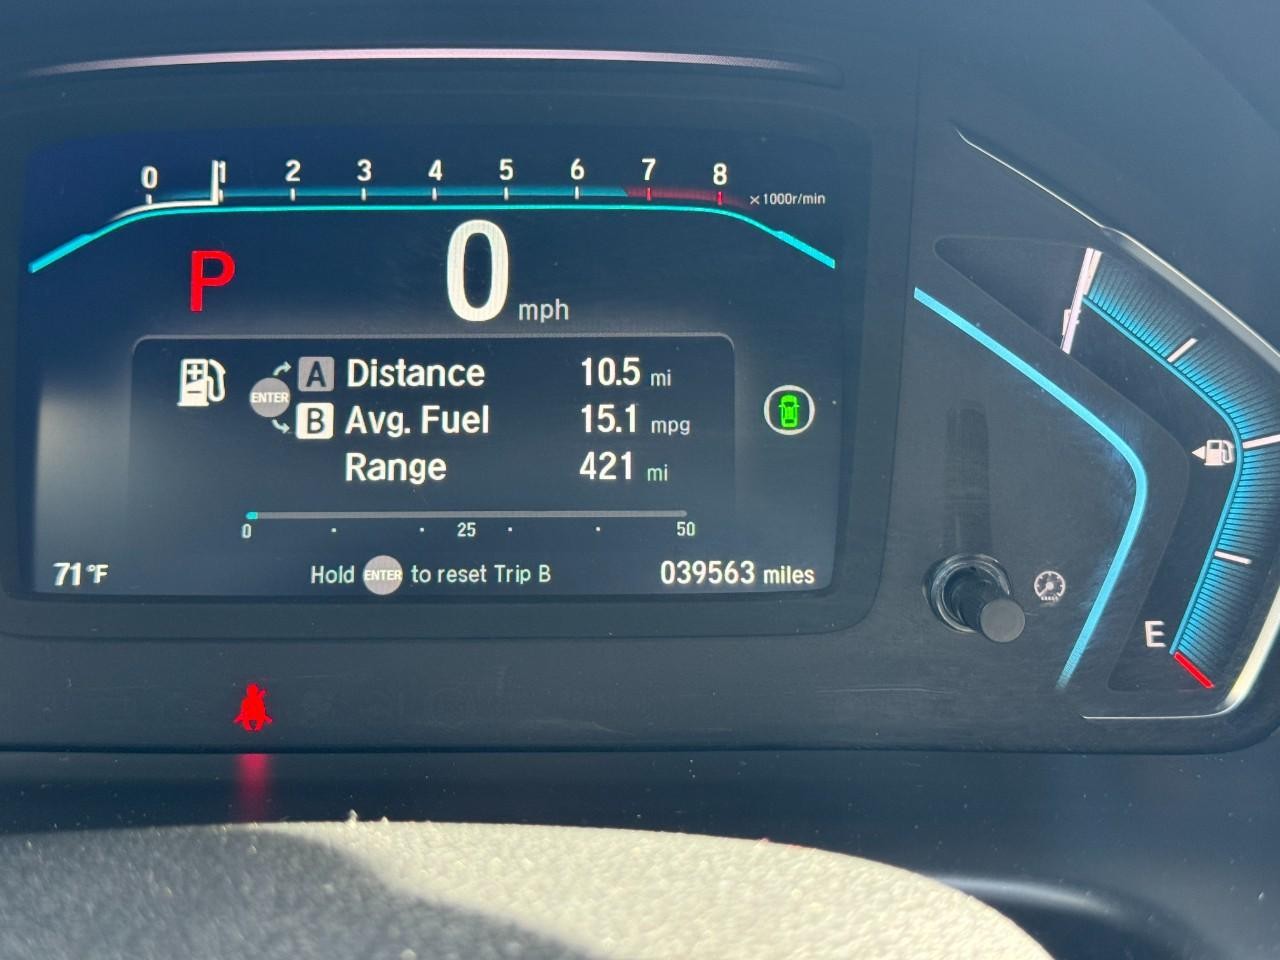 0 1 2 3 4 5 6 7 8 ×1000r/min
P 0 mph
A Distance 10.5 mi
ENTER
B Avg. Fuel 15.1 mpg
Range 421 mi
0 25 50
71°F Hold ENTER to reset Trip B 039563 miles
E